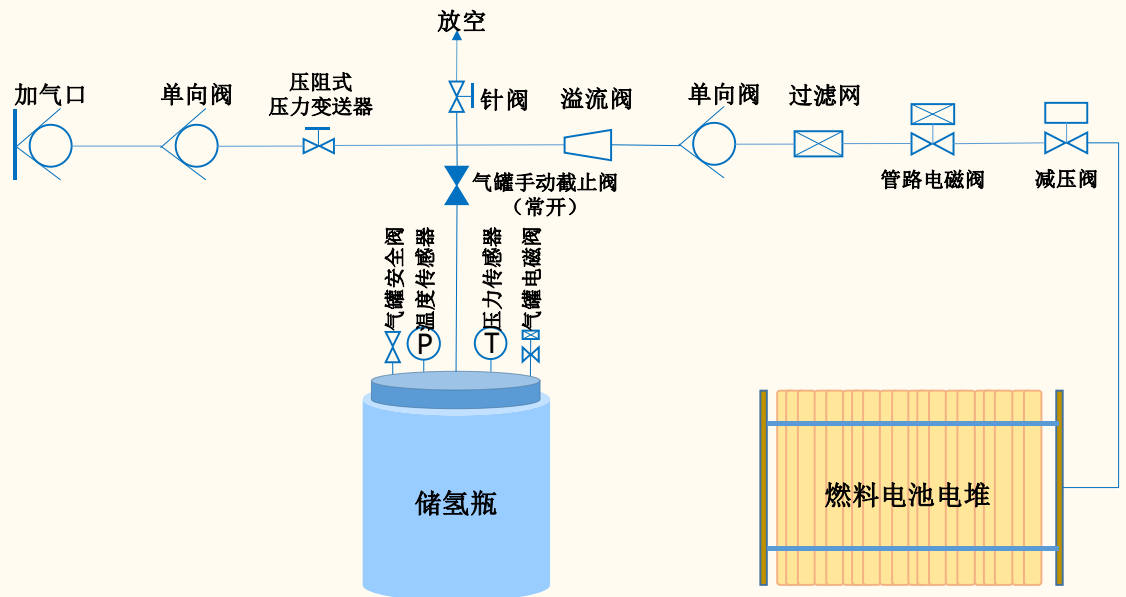 放空
加气口
单向阀
压阻式
压力变送器
针阀
溢流阀
单向阀
过滤网
管路电磁阀
减压阀
气罐手动截止阀
（常开）
气罐安全阀
温度传感器
压力传感器
气罐电磁阀
P
T
储氢瓶
燃料电池电堆